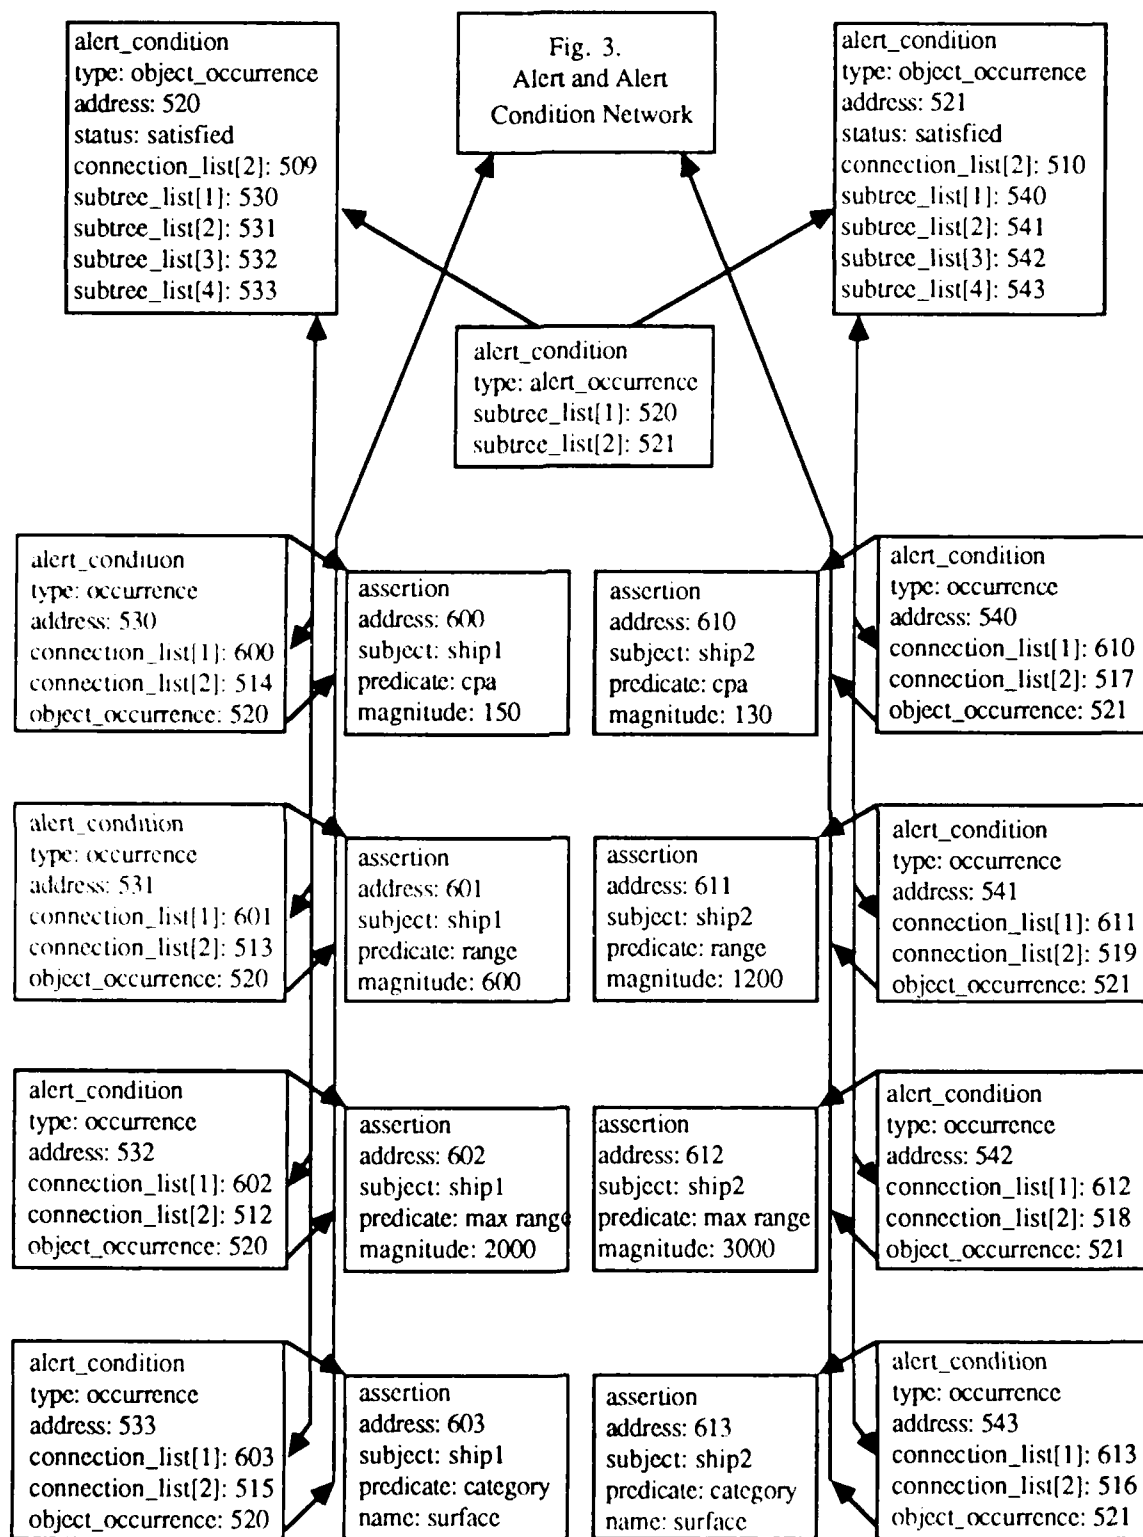 alert_condition
type: object_occurrence
address: 520
status: satisfied
connection_list[2]: 509
subtree_list[1]: 530
subtree_list[2]: 531
subtree_list[3]: 532
subtree_list[4]: 533
Fig. 3.
Alert and Alert
Condition Network
alert_condition
type: object_occurrence
address: 521
status: satisfied
connection_list[2]: 510
subtree_list[1]: 540
subtree_list[2]: 541
subtree_list[3]: 542
subtree_list[4]: 543
alert_condition
type: alert_occurrence
subtree_list[1]: 520
subtree_list[2]: 521
alert_condition
type: occurrence
address: 530
connection_list[1]: 600
connection_list[2]: 514
object_occurrence: 520
assertion
address: 600
subject: ship1
predicate: cpa
magnitude: 150
assertion
address: 610
subject: ship2
predicate: cpa
magnitude: 130
alert_condition
type: occurrence
address: 540
connection_list[1]: 610
connection_list[2]: 517
object_occurrence: 521
alert_condition
type: occurrence
address: 531
connection_list[1]: 601
connection_list[2]: 513
object_occurrence: 520
assertion
address: 601
subject: ship1
predicate: range
magnitude: 600
assertion
address: 611
subject: ship2
predicate: range
magnitude: 1200
alert_condition
type: occurrence
address: 541
connection_list[1]: 611
connection_list[2]: 519
object_occurrence: 521
alert_condition
type: occurrence
address: 532
connection_list[1]: 602
connection_list[2]: 512
object_occurrence: 520
assertion
address: 602
subject: ship1
predicate: max range
magnitude: 2000
assertion
address: 612
subject: ship2
predicate: max range
magnitude: 3000
alert_condition
type: occurrence
address: 542
connection_list[1]: 612
connection_list[2]: 518
object_occurrence: 521
alert_condition
type: occurrence
address: 533
connection_list[1]: 603
connection_list[2]: 515
object_occurrence: 520
assertion
address: 603
subject: ship1
predicate: category
name: surface
assertion
address: 613
subject: ship2
predicate: category
name: surface
alert_condition
type: occurrence
address: 543
connection_list[1]: 613
connection_list[2]: 516
object_occurrence: 521